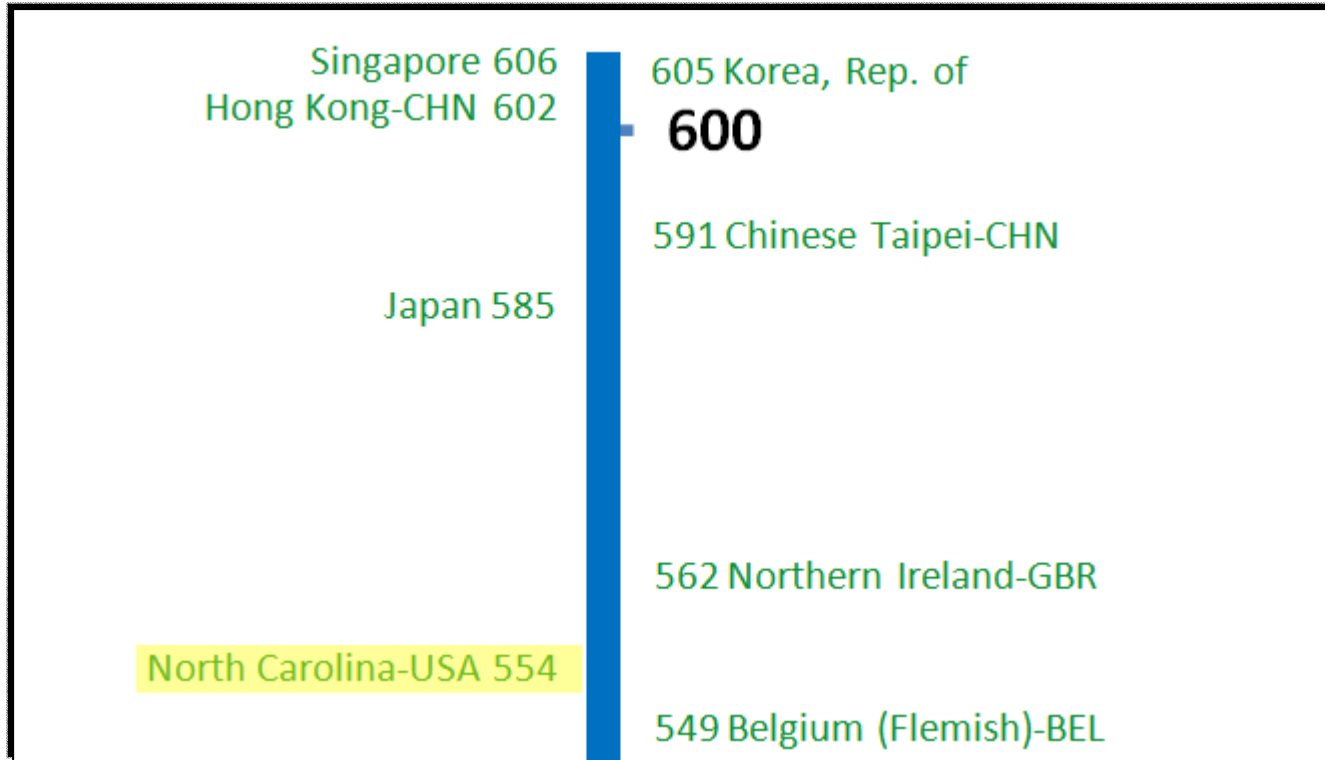 Singapore 606
605 Korea, Rep. of
Hong Kong-CHN 602
600
591 Chinese Taipei-CHN
Japan 585
562 Northern Ireland-GBR
North Carolina-USA 554
549 Belgium (Flemish)-BEL